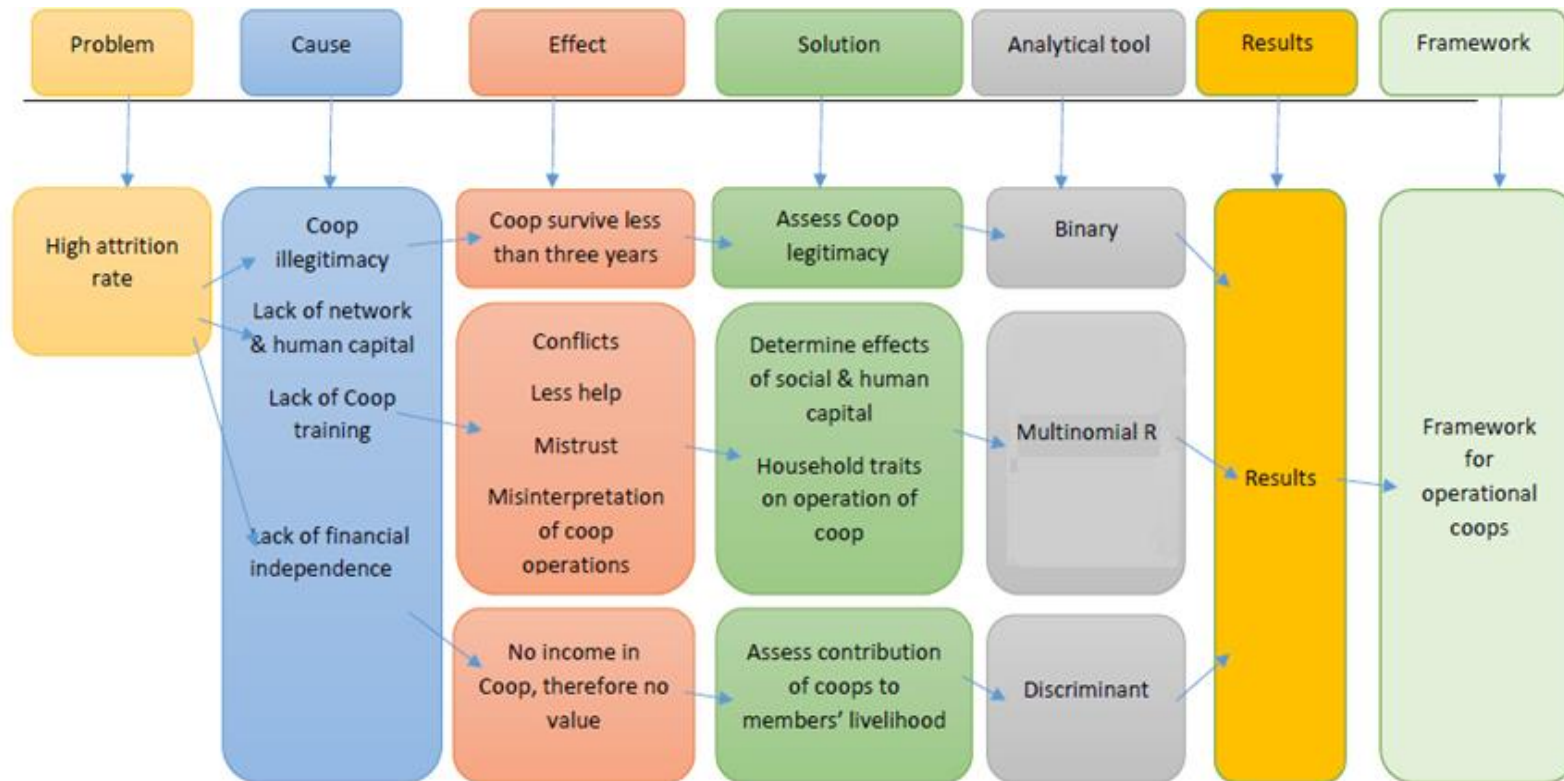 Problem
Cause
Effect
Solution
Analytical tool
Results
Framework
High attrition
rate
Coop
illegitimacy
Lack of network
& human capital
Lack of Coop
training
Lack of financial
independence
Coop survive less
than three years
Conflicts
Less help
Mistrust
Misinterpretation
of coop
operations
No income in
Coop, therefore no
value
Assess Coop
legitimacy
Determine effects
of social & human
capital
Household traits
on operation of
coop
Assess contribution
of coops to
members’ livelihood
Binary
Multinomial R
Discriminant
Results
Framework
for
operational
coops